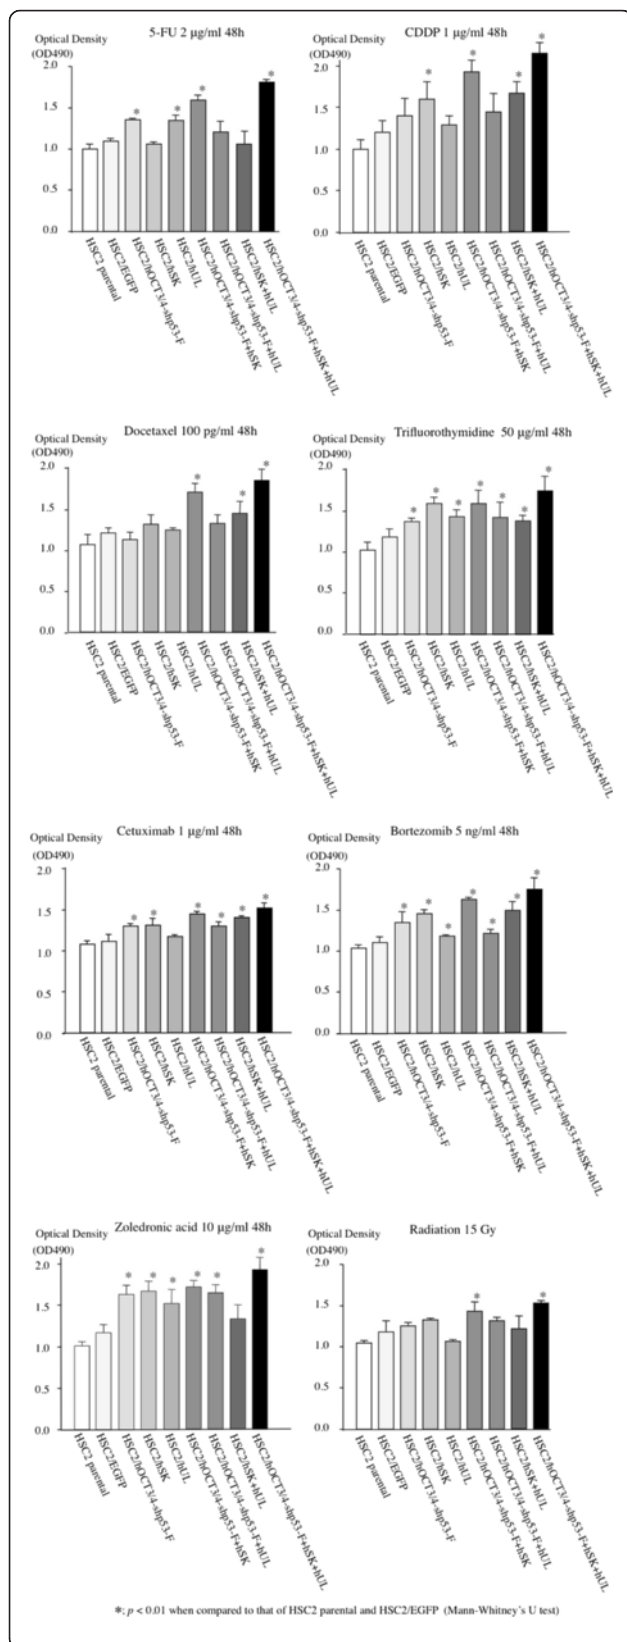 5-FU 2 µg/ml 48h
Optical Density
(OD490)
2.0
1.5
1.0
0.5
0.0
* * * *
HSC2 parental
HSC2/EGFP
HSC2/hOCT3/4-shp53-F
HSC2/hSK
HSC2/hUL
HSC2/hOCT3/4-shp53-F+hSK
HSC2/hOCT3/4-shp53-F+hUL
HSC2/hSK+hUL
HSC2/hOCT3/4-shp53-F+hSK+hUL
CDDP 1 µg/ml 48h
Optical Density
(OD490)
2.0
1.5
1.0
0.5
0.0
* * * *
HSC2 parental
HSC2/EGFP
HSC2/hOCT3/4-shp53-F
HSC2/hSK
HSC2/hUL
HSC2/hOCT3/4-shp53-F+hSK
HSC2/hOCT3/4-shp53-F+hUL
HSC2/hSK+hUL
HSC2/hOCT3/4-shp53-F+hSK+hUL
Docetaxel 100 pg/ml 48h
Optical Density
(OD490)
2.0
1.5
1.0
0.5
0.0
* * *
HSC2 parental
HSC2/EGFP
HSC2/hOCT3/4-shp53-F
HSC2/hSK
HSC2/hUL
HSC2/hOCT3/4-shp53-F+hSK
HSC2/hOCT3/4-shp53-F+hUL
HSC2/hSK+hUL
HSC2/hOCT3/4-shp53-F+hSK+hUL
Trifluorothymidine 50 µg/ml 48h
Optical Density
(OD490)
2.0
1.5
1.0
0.5
0.0
* * * * * * *
HSC2 parental
HSC2/EGFP
HSC2/hOCT3/4-shp53-F
HSC2/hSK
HSC2/hUL
HSC2/hOCT3/4-shp53-F+hSK
HSC2/hOCT3/4-shp53-F+hUL
HSC2/hSK+hUL
HSC2/hOCT3/4-shp53-F+hSK+hUL
Cetuximab 1 µg/ml 48h
Optical Density
(OD490)
2.0
1.5
1.0
0.5
0.0
* * * * * *
HSC2 parental
HSC2/EGFP
HSC2/hOCT3/4-shp53-F
HSC2/hSK
HSC2/hUL
HSC2/hOCT3/4-shp53-F+hSK
HSC2/hOCT3/4-shp53-F+hUL
HSC2/hSK+hUL
HSC2/hOCT3/4-shp53-F+hSK+hUL
Bortezomib 5 ng/ml 48h
Optical Density
(OD490)
2.0
1.5
1.0
0.5
0.0
* * * * * * *
HSC2 parental
HSC2/EGFP
HSC2/hOCT3/4-shp53-F
HSC2/hSK
HSC2/hUL
HSC2/hOCT3/4-shp53-F+hSK
HSC2/hOCT3/4-shp53-F+hUL
HSC2/hSK+hUL
HSC2/hOCT3/4-shp53-F+hSK+hUL
Zoledronic acid 10 µg/ml 48h
Optical Density
(OD490)
2.0
1.5
1.0
0.5
0.0
* * * * * *
HSC2 parental
HSC2/EGFP
HSC2/hOCT3/4-shp53-F
HSC2/hSK
HSC2/hUL
HSC2/hOCT3/4-shp53-F+hSK
HSC2/hOCT3/4-shp53-F+hUL
HSC2/hSK+hUL
HSC2/hOCT3/4-shp53-F+hSK+hUL
Radiation 15 Gy
Optical Density
(OD490)
2.0
1.5
1.0
0.5
0.0
* *
HSC2 parental
HSC2/EGFP
HSC2/hOCT3/4-shp53-F
HSC2/hSK
HSC2/hUL
HSC2/hOCT3/4-shp53-F+hSK
HSC2/hOCT3/4-shp53-F+hUL
HSC2/hSK+hUL
HSC2/hOCT3/4-shp53-F+hSK+hUL
*; p < 0.01 when compared to that of HSC2 parental and HSC2/EGFP (Mann-Whitney's U test)